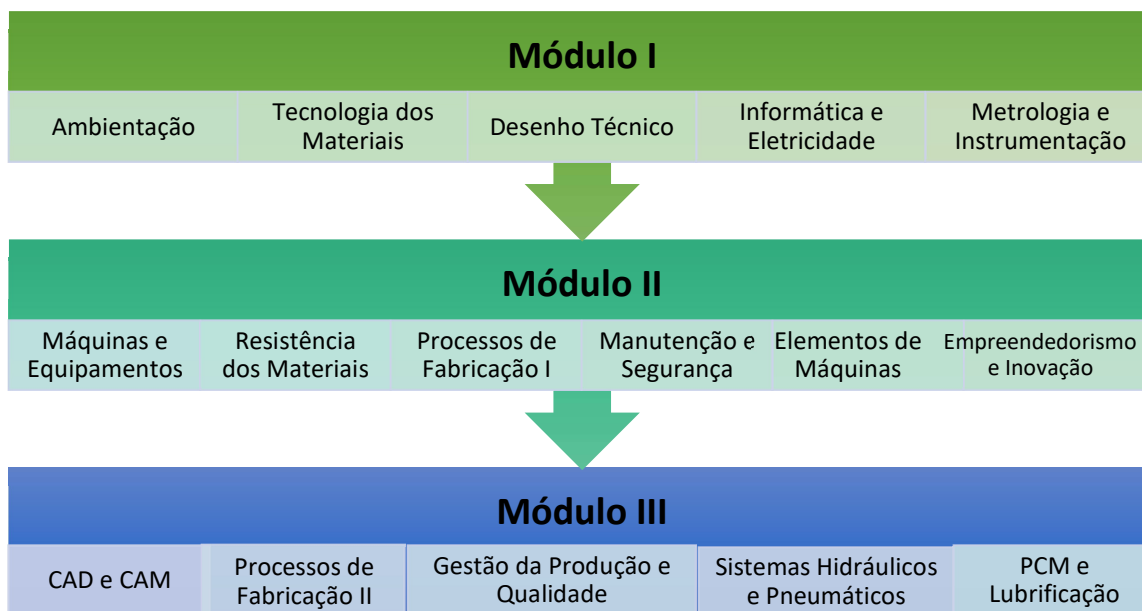 Módulo I
Ambientação
Tecnologia dos
Materiais
Desenho Técnico
Informática e
Eletricidade
Metrologia e
Instrumentação
Módulo II
Máquinas e
Equipamentos
Resistência
dos Materiais
Processos de
Fabricação I
Manutenção e
Segurança
Elementos de
Máquinas
Empreendedorismo
e Inovação
Módulo III
CAD e CAM
Processos de
Fabricação II
Gestão da Produção e
Qualidade
Sistemas Hidráulicos
e Pneumáticos
PCM e
Lubrificação